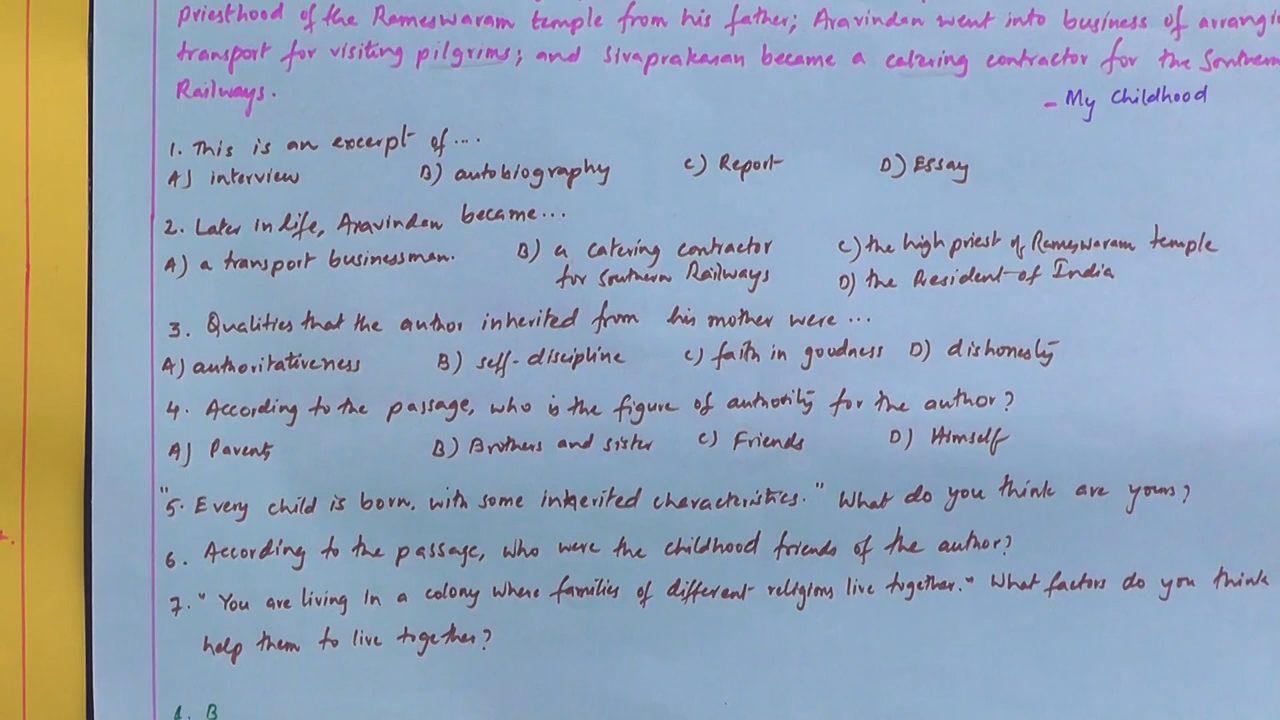 priesthood of the Rameswaram temple from his father; Aravindan went into business of arrangi
transport for visiting pilgrims; and Sivaprakasan became a catering contractor for the Southern
Railways.
- My Childhood
1. This is an excerpt of ....
A) interview B) autobiography C) Report D) Essay
2. Later in life, Aravindan became...
A) a transport businessman. B) a catering contractor for Southern Railways C) the high priest of Rameswaram temple
D) the President of India
3. Qualities that the author inherited from his mother were ...
A) authoritativeness B) self-discipline C) faith in goodness D) dishonesty
4. According to the passage, who is the figure of authority for the author?
A) Parents B) Brothers and sister C) Friends D) Himself
"5. Every child is born, with some inherited characteristics." What do you think are yours?
6. According to the passage, who were the childhood friends of the author?
7. "You are living in a colony where families of different religions live together." What factors do you think
help them to live together?
1. B